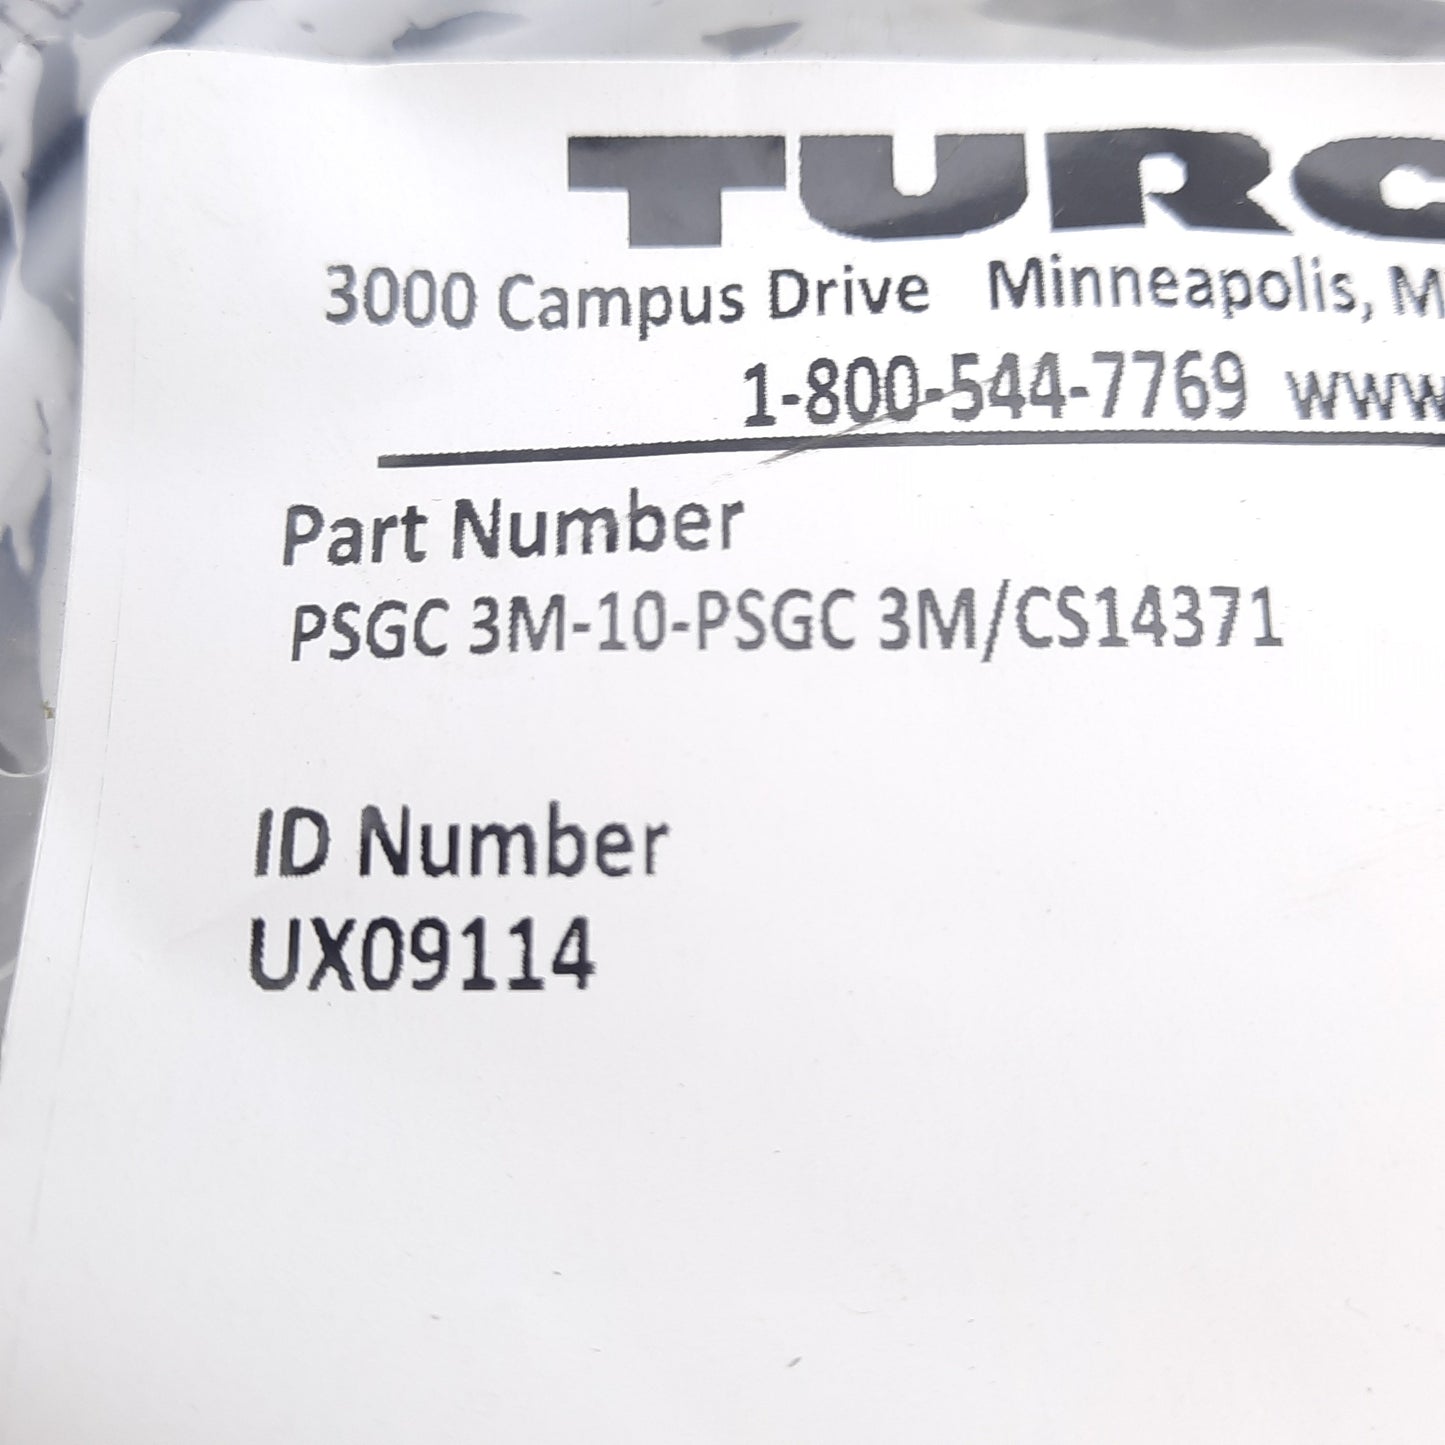 TURC
3000 Campus Drive Minneapolis, M
1-800-544-7769 www
Part Number
PSGC 3M-10-PSGC 3M/CS14371
ID Number
UX09114